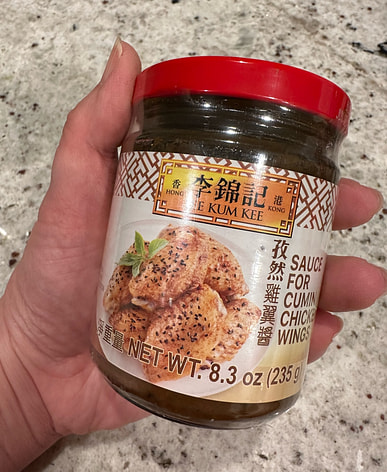 香港
李錦記
HONG KONG
LEE KUM KEE
孜然雞翼醬
SAUCE
FOR
CUMIN
CHICKEN
WINGS
淨重量 NET WT. 8.3 oz (235 g)